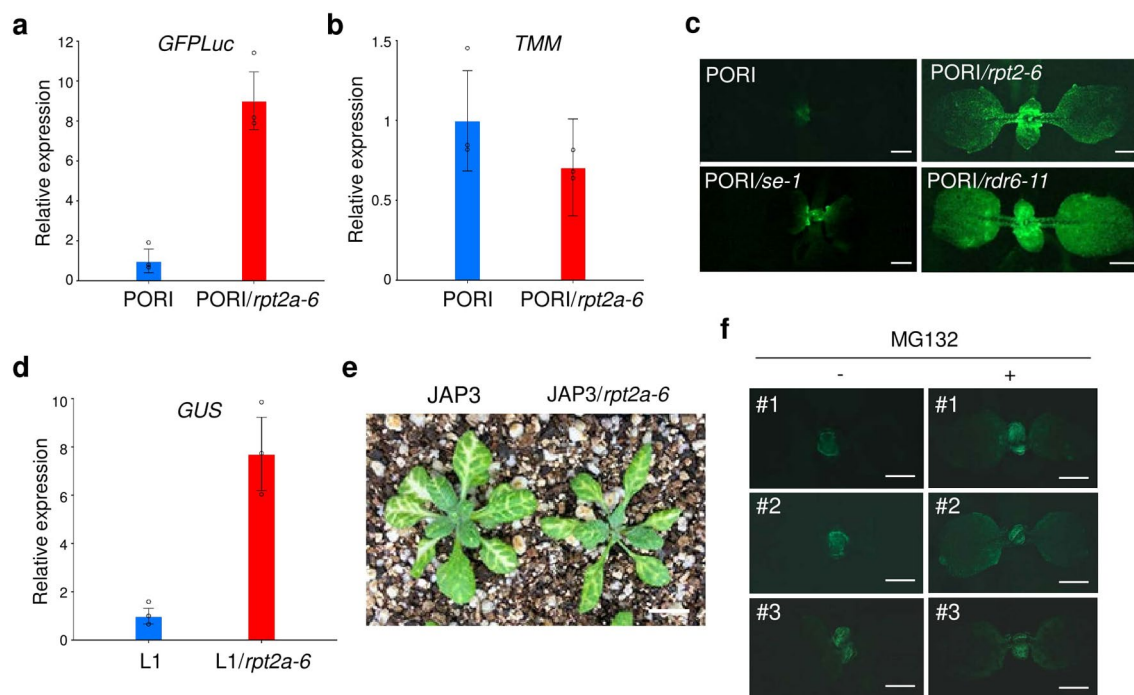 a
GFPLuc
Relative expression
12
10
8
6
4
2
0
PORI
PORI/rpt2a-6
b
TMM
Relative expression
1.5
1
0.5
0
PORI
PORI/rpt2a-6
c
PORI
PORI/rpt2-6
PORI/se-1
PORI/rdr6-11
d
GUS
Relative expression
10
8
6
4
2
0
L1
L1/rpt2a-6
e
JAP3
JAP3/rpt2a-6
f
MG132
- +
#1 #1
#2 #2
#3 #3